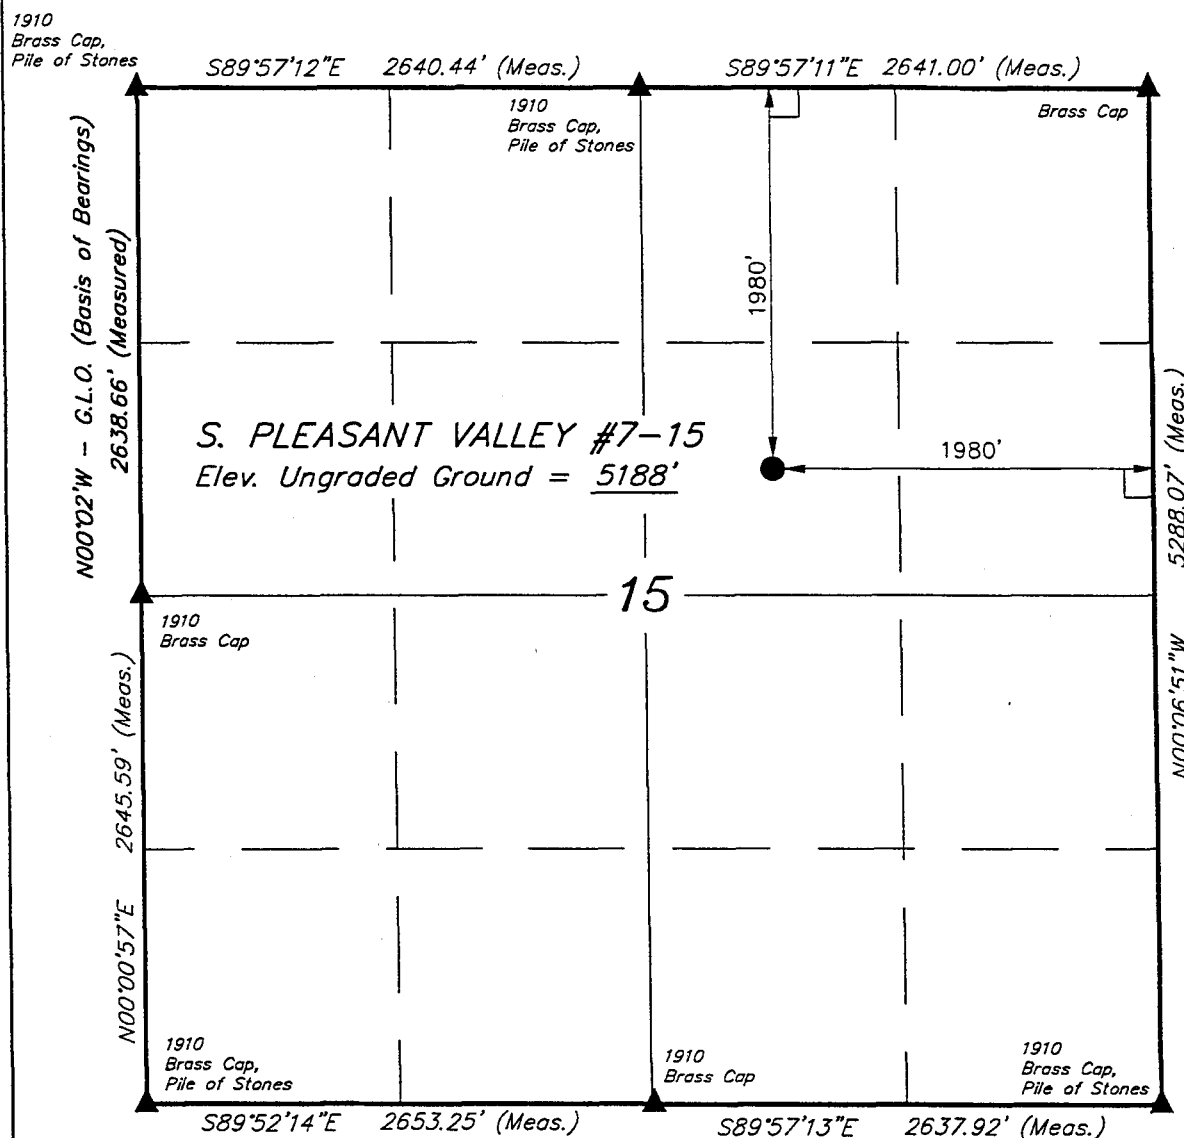 1910
Brass Cap,
Pile of Stones
S89°57'12"E 2640.44' (Meas.)
S89°57'11"E 2641.00' (Meas.)
1910
Brass Cap,
Pile of Stones
Brass Cap
N00°02'W - G.L.O. (Basis of Bearings)
2638.66' (Measured)
1980'
S. PLEASANT VALLEY #7-15
Elev. Ungraded Ground = 5188'
1980'
N00°06'51"W 5288.07' (Meas.)
15
1910
Brass Cap
N00°00'57"E 2645.59' (Meas.)
1910
Brass Cap,
Pile of Stones
1910
Brass Cap
1910
Brass Cap,
Pile of Stones
S89°52'14"E 2653.25' (Meas.)
S89°57'13"E 2637.92' (Meas.)